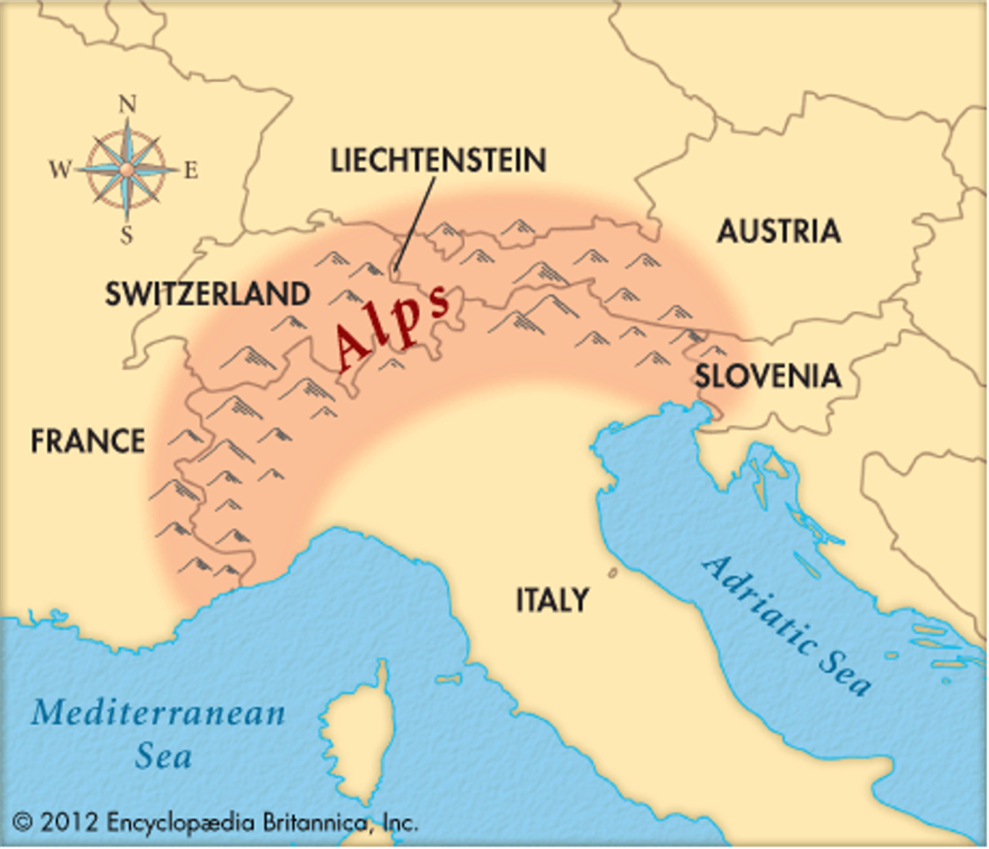 N
W E
S
LIECHTENSTEIN
AUSTRIA
SWITZERLAND
Alps
SLOVENIA
FRANCE
ITALY
Adriatic Sea
Mediterranean
Sea
© 2012 Encyclopædia Britannica, Inc.